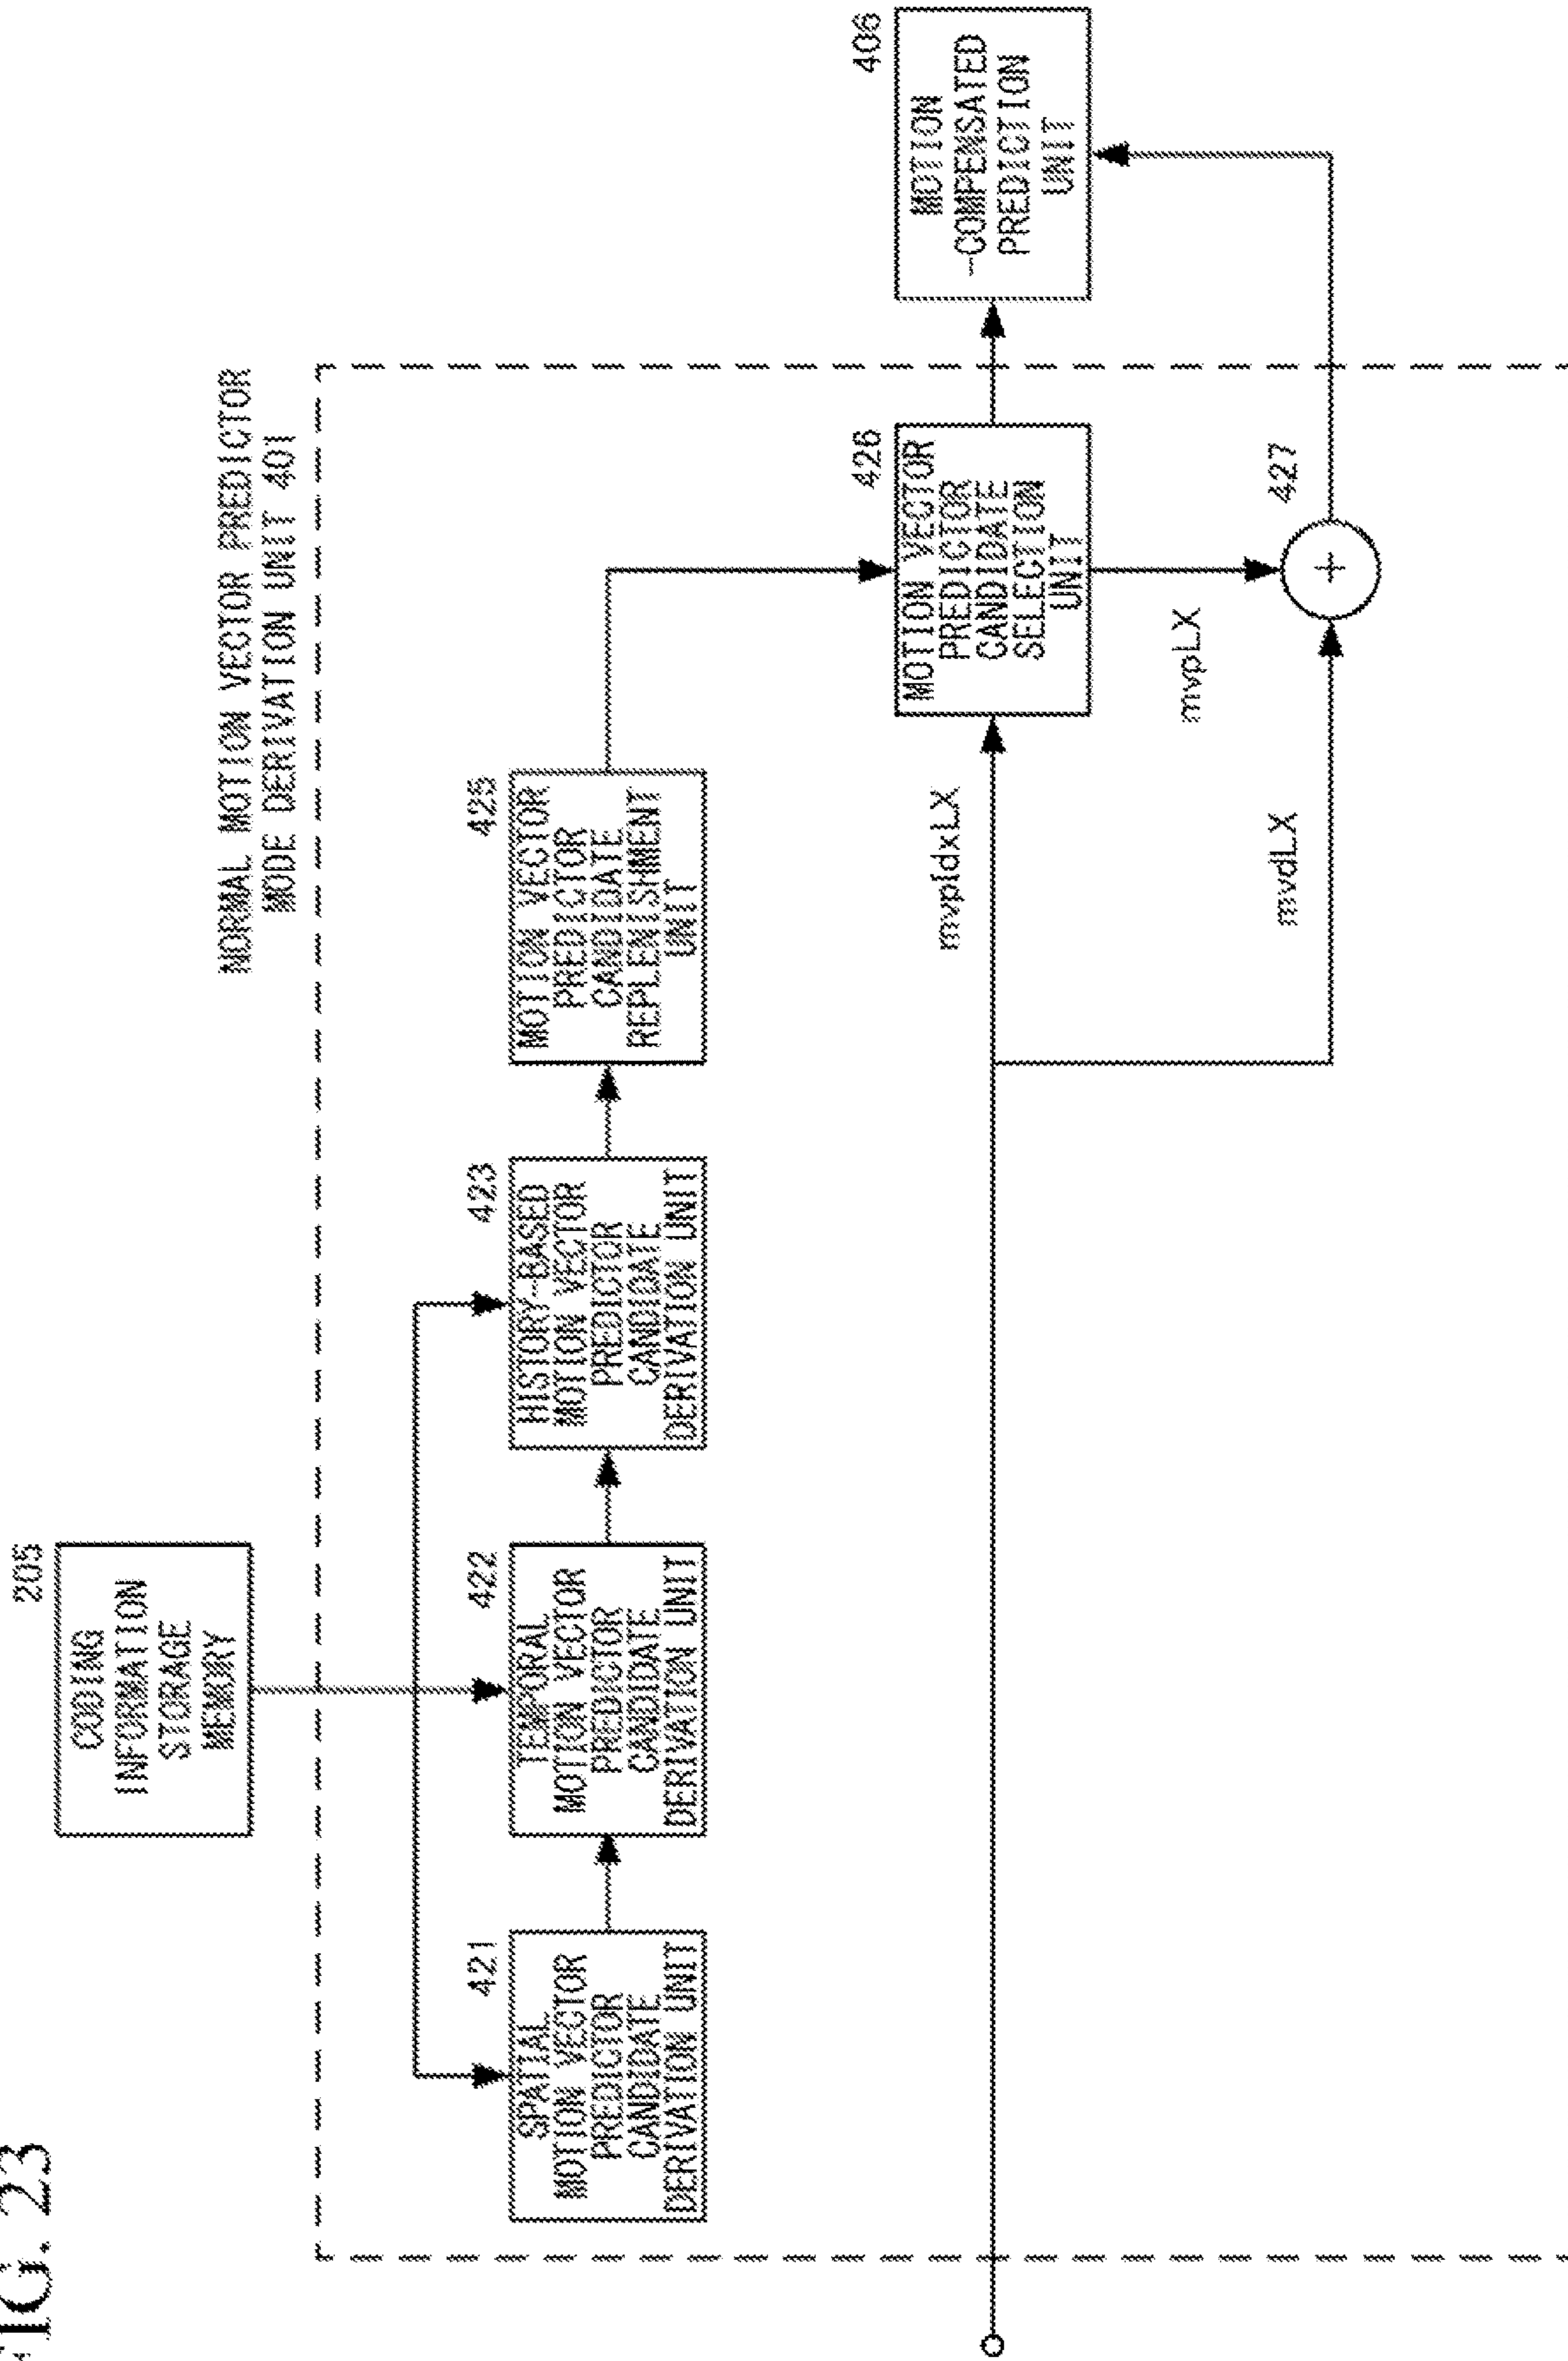 FIG. 23
NORMAL MOTION VECTOR PREDICTOR
MODE DERIVATION UNIT 401
205
CODING
INFORMATION
STORAGE
MEMORY
421
SPATIAL
MOTION VECTOR
PREDICTOR
CANDIDATE
DERIVATION UNIT
422
TEMPORAL
MOTION VECTOR
PREDICTOR
CANDIDATE
DERIVATION UNIT
423
HISTORY-BASED
MOTION VECTOR
PREDICTOR
CANDIDATE
DERIVATION UNIT
425
MOTION VECTOR
PREDICTOR
CANDIDATE
REPLENISHMENT
UNIT
426
MOTION VECTOR
PREDICTOR
CANDIDATE
SELECTION
UNIT
406
MOTION
-COMPENSATED
PREDICTION
UNIT
mvpIdxLX
mvpLX
mvdLX
427
+